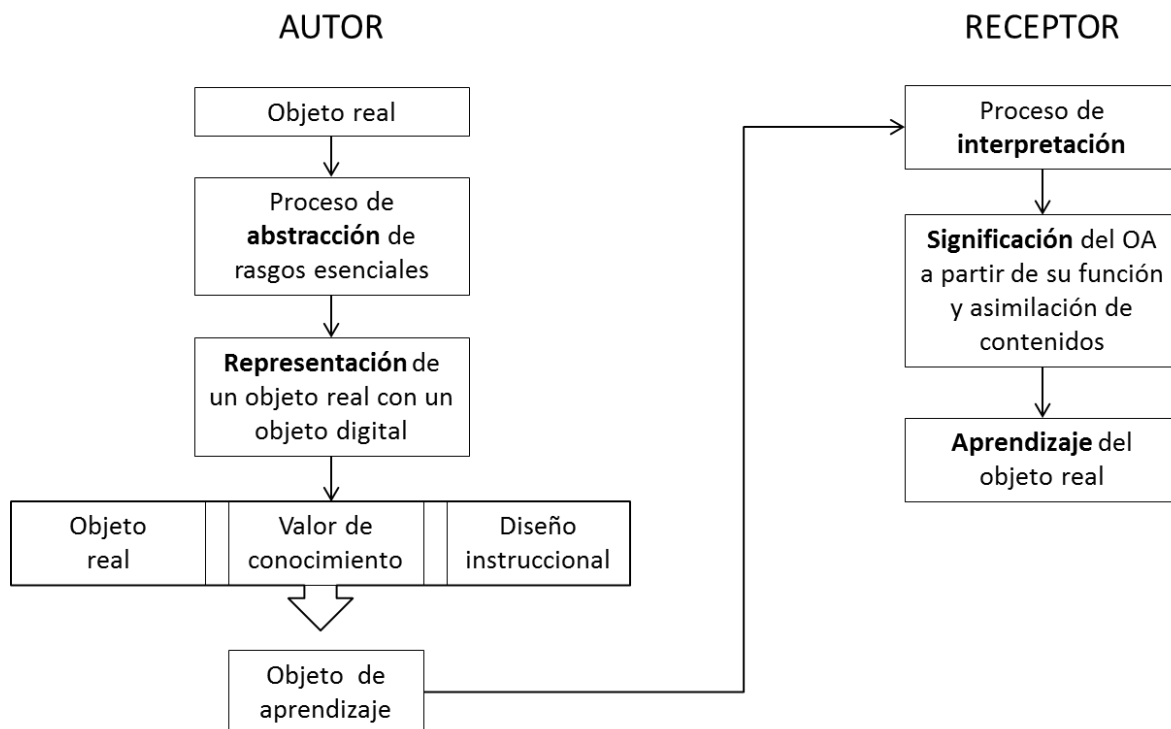 AUTOR
Objeto real
Proceso de
abstracción de
rasgos esenciales
Representación de
un objeto real con un
objeto digital
Objeto
real
Valor de
conocimiento
Diseño
instruccional
Objeto de
aprendizaje
RECEPTOR
Proceso de
interpretación
Significación del OA
a partir de su función
y asimilación de
contenidos
Aprendizaje del
objeto real